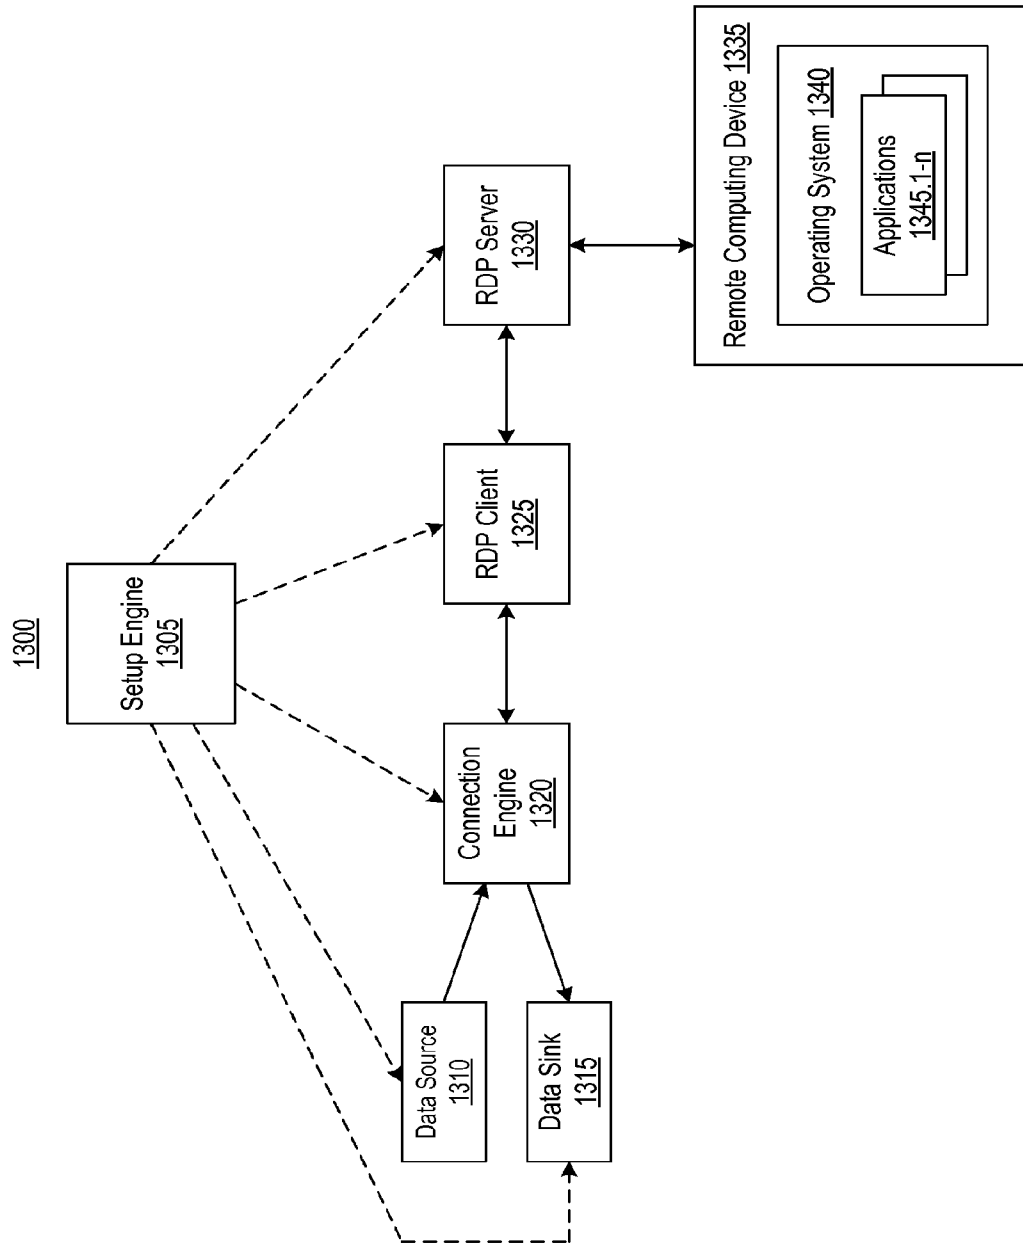 1300
Setup Engine
1305
Data Source
1310
Data Sink
1315
Connection
Engine
1320
RDP Client
1325
RDP Server
1330
Remote Computing Device 1335
Operating System 1340
Applications
1345.1-n